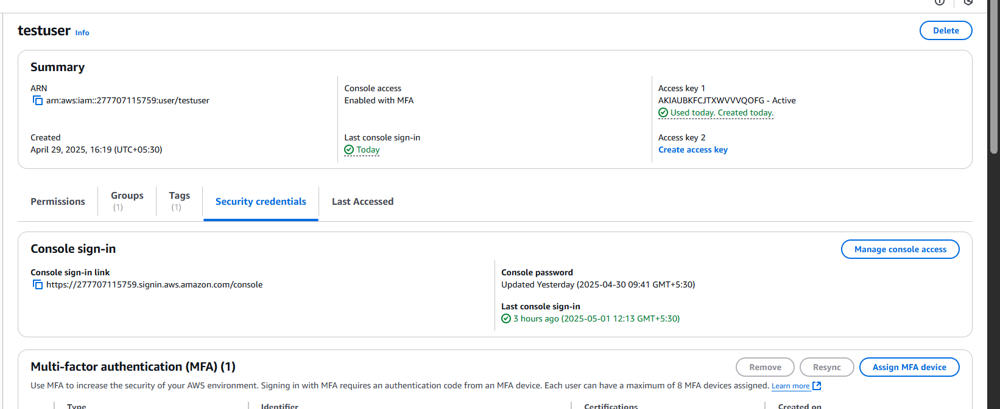 testuser Info
Delete
Summary
ARN
arn:aws:iam::277707115759:user/testuser
Console access
Enabled with MFA
Access key 1
AKIAUBKFCJTXWVVVQOFG - Active
Used today. Created today.
Created
April 29, 2025, 16:19 (UTC+05:30)
Last console sign-in
Today
Access key 2
Create access key
Permissions
Groups
(1)
Tags
(1)
Security credentials
Last Accessed
Console sign-in
Manage console access
Console sign-in link
https://277707115759.signin.aws.amazon.com/console
Console password
Updated Yesterday (2025-04-30 09:41 GMT+5:30)
Last console sign-in
3 hours ago (2025-05-01 12:13 GMT+5:30)
Multi-factor authentication (MFA) (1)
Remove
Resync
Assign MFA device
Use MFA to increase the security of your AWS environment. Signing in with MFA requires an authentication code from an MFA device. Each user can have a maximum of 8 MFA devices assigned. Learn more
Type
Identifier
Certifications
Created on